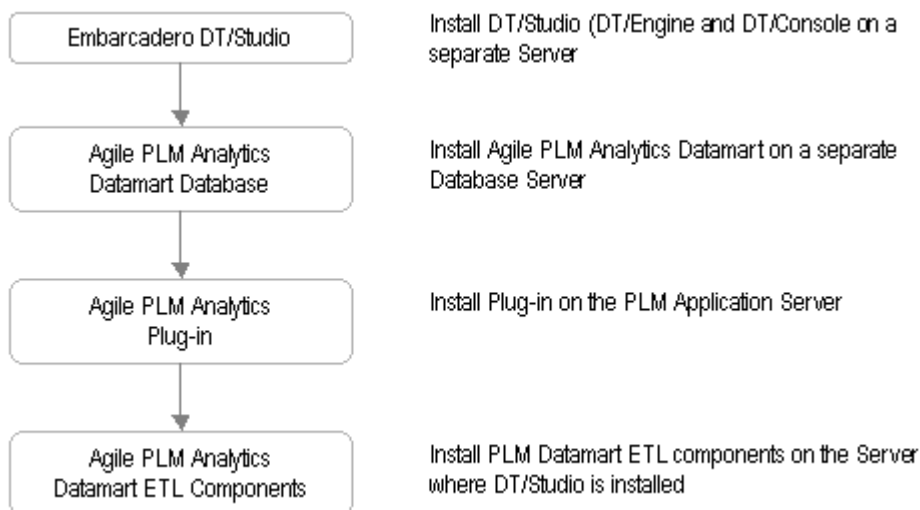 Embarcadero DT/Studio
Install DT/Studio (DT/Engine and DT/Console on a
separate Server
Agile PLM Analytics
Datamart Database
Install Agile PLM Analytics Datamart on a separate
Database Server
Agile PLM Analytics
Plug-in
Install Plug-in on the PLM Application Server
Agile PLM Analytics
Datamart ETL Components
Install PLM Datamart ETL components on the Server
where DT/Studio is installed